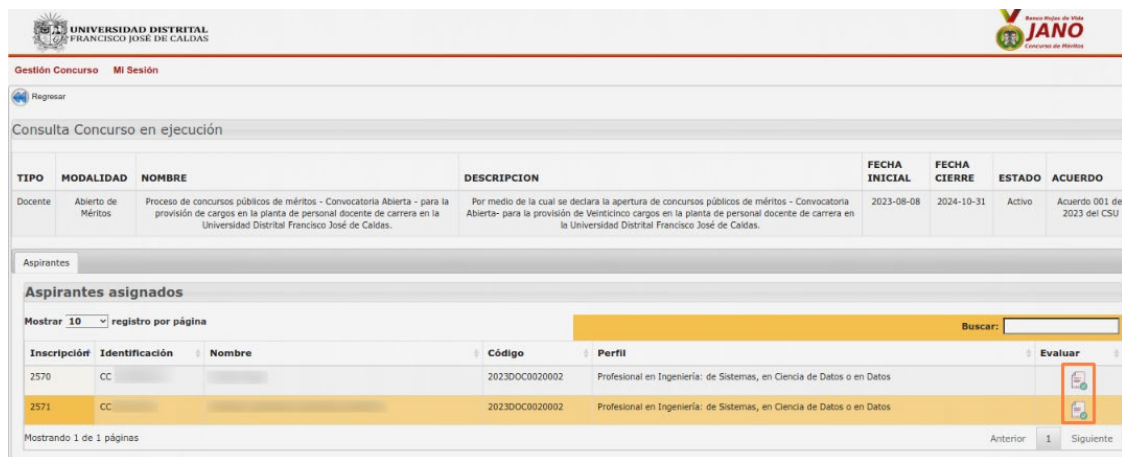 UNIVERSIDAD DISTRITAL
FRANCISCO JOSÉ DE CALDAS
Banco Hojas de Vida
JANO
Concurso de Méritos
Gestión Concurso Mi Sesión
Regresar
Consulta Concurso en ejecución
TIPO MODALIDAD NOMBRE DESCRIPCION FECHA INICIAL FECHA CIERRE ESTADO ACUERDO
Docente Abierto de Méritos Proceso de concursos públicos de méritos - Convocatoria Abierta - para la
provisión de cargos en la planta de personal docente de carrera en la
Universidad Distrital Francisco José de Caldas.
Por medio de la cual se declara la apertura de concursos públicos de méritos - Convocatoria
Abierta- para la provisión de Veinticinco cargos en la planta de personal docente de carrera en
la Universidad Distrital Francisco José de Caldas.
2023-08-08 2024-10-31 Activo Acuerdo 001 de
2023 del CSU
Aspirantes
Aspirantes asignados
Mostrar 10 registro por página
Buscar:
Inscripción Identificación Nombre Código Perfil Evaluar
2570 CC 2023DOC0020002 Profesional en Ingeniería: de Sistemas, en Ciencia de Datos o en Datos
2571 CC 2023DOC0020002 Profesional en Ingeniería: de Sistemas, en Ciencia de Datos o en Datos
Mostrando 1 de 1 páginas
Anterior 1 Siguiente